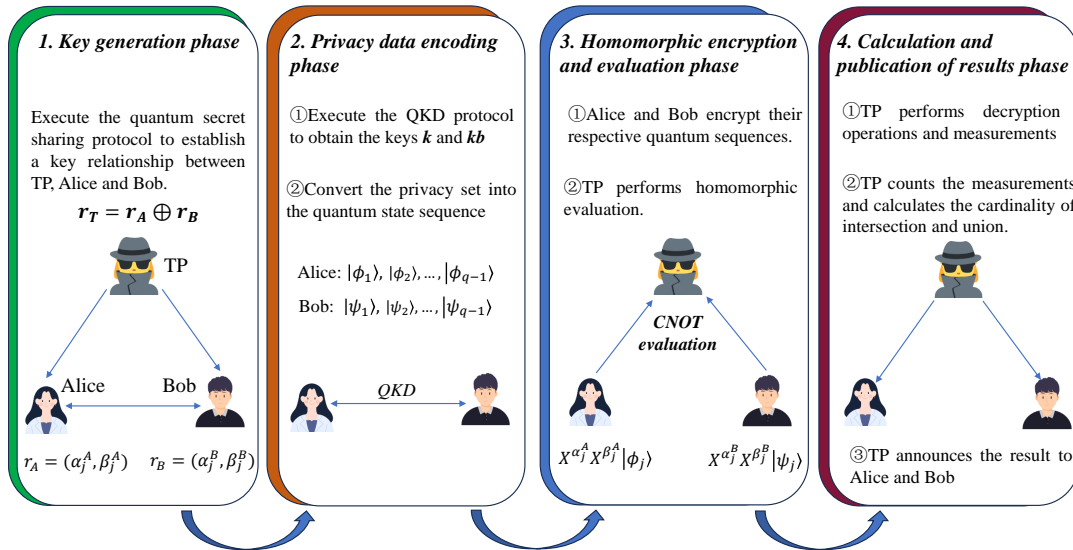 1. Key generation phase
Execute the quantum secret
sharing protocol to establish
a key relationship between
TP, Alice and Bob.
r_T = r_A ⊕ r_B
TP
Alice
Bob
r_A = (α_j^A, β_j^A)
r_B = (α_j^B, β_j^B)
2. Privacy data encoding
phase
①Execute the QKD protocol
to obtain the keys k and kb
②Convert the privacy set into
the quantum state sequence
Alice: |ϕ_1⟩, |ϕ_2⟩, ..., |ϕ_{q−1}⟩
Bob: |ψ_1⟩, |ψ_2⟩, ..., |ψ_{q−1}⟩
QKD
3. Homomorphic encryption
and evaluation phase
①Alice and Bob encrypt their
respective quantum sequences.
②TP performs homomorphic
evaluation.
CNOT
evaluation
X^{α_j^A} X^{β_j^A} |ϕ_j⟩
X^{α_j^B} X^{β_j^B} |ψ_j⟩
4. Calculation and
publication of results phase
①TP performs decryption
operations and measurements
②TP counts the measurements
and calculates the cardinality of
intersection and union.
③TP announces the result to
Alice and Bob